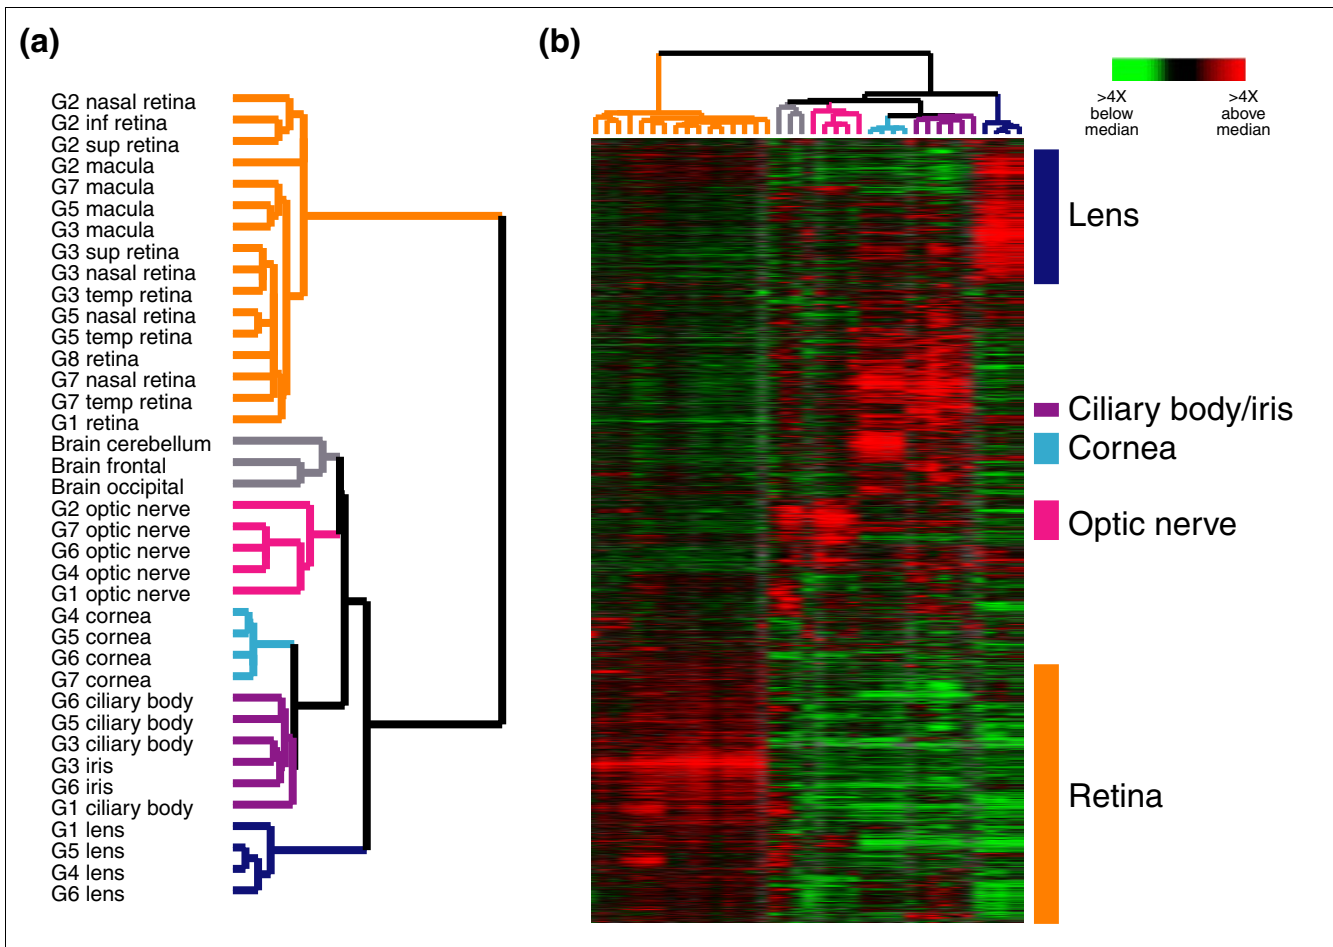 (a)
G2 nasal retina
G2 inf retina
G2 sup retina
G2 macula
G7 macula
G5 macula
G3 macula
G3 sup retina
G3 nasal retina
G3 temp retina
G5 nasal retina
G5 temp retina
G8 retina
G7 nasal retina
G7 temp retina
G1 retina
Brain cerebellum
Brain frontal
Brain occipital
G2 optic nerve
G7 optic nerve
G6 optic nerve
G4 optic nerve
G1 optic nerve
G4 cornea
G5 cornea
G6 cornea
G7 cornea
G6 ciliary body
G5 ciliary body
G3 ciliary body
G3 iris
G6 iris
G1 ciliary body
G1 lens
G5 lens
G4 lens
G6 lens
(b)
>4X
below
median
>4X
above
median
Lens
Ciliary body/iris
Cornea
Optic nerve
Retina